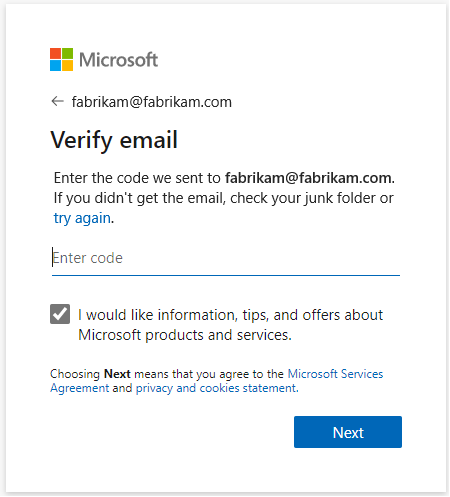 Microsoft
fabrikam@fabrikam.com
Verify email
Enter the code we sent to fabrikam@fabrikam.com.
If you didn't get the email, check your junk folder or
try again.
Enter code
I would like information, tips, and offers about
Microsoft products and services.
Choosing Next means that you agree to the Microsoft Services
Agreement and privacy and cookies statement.
Next